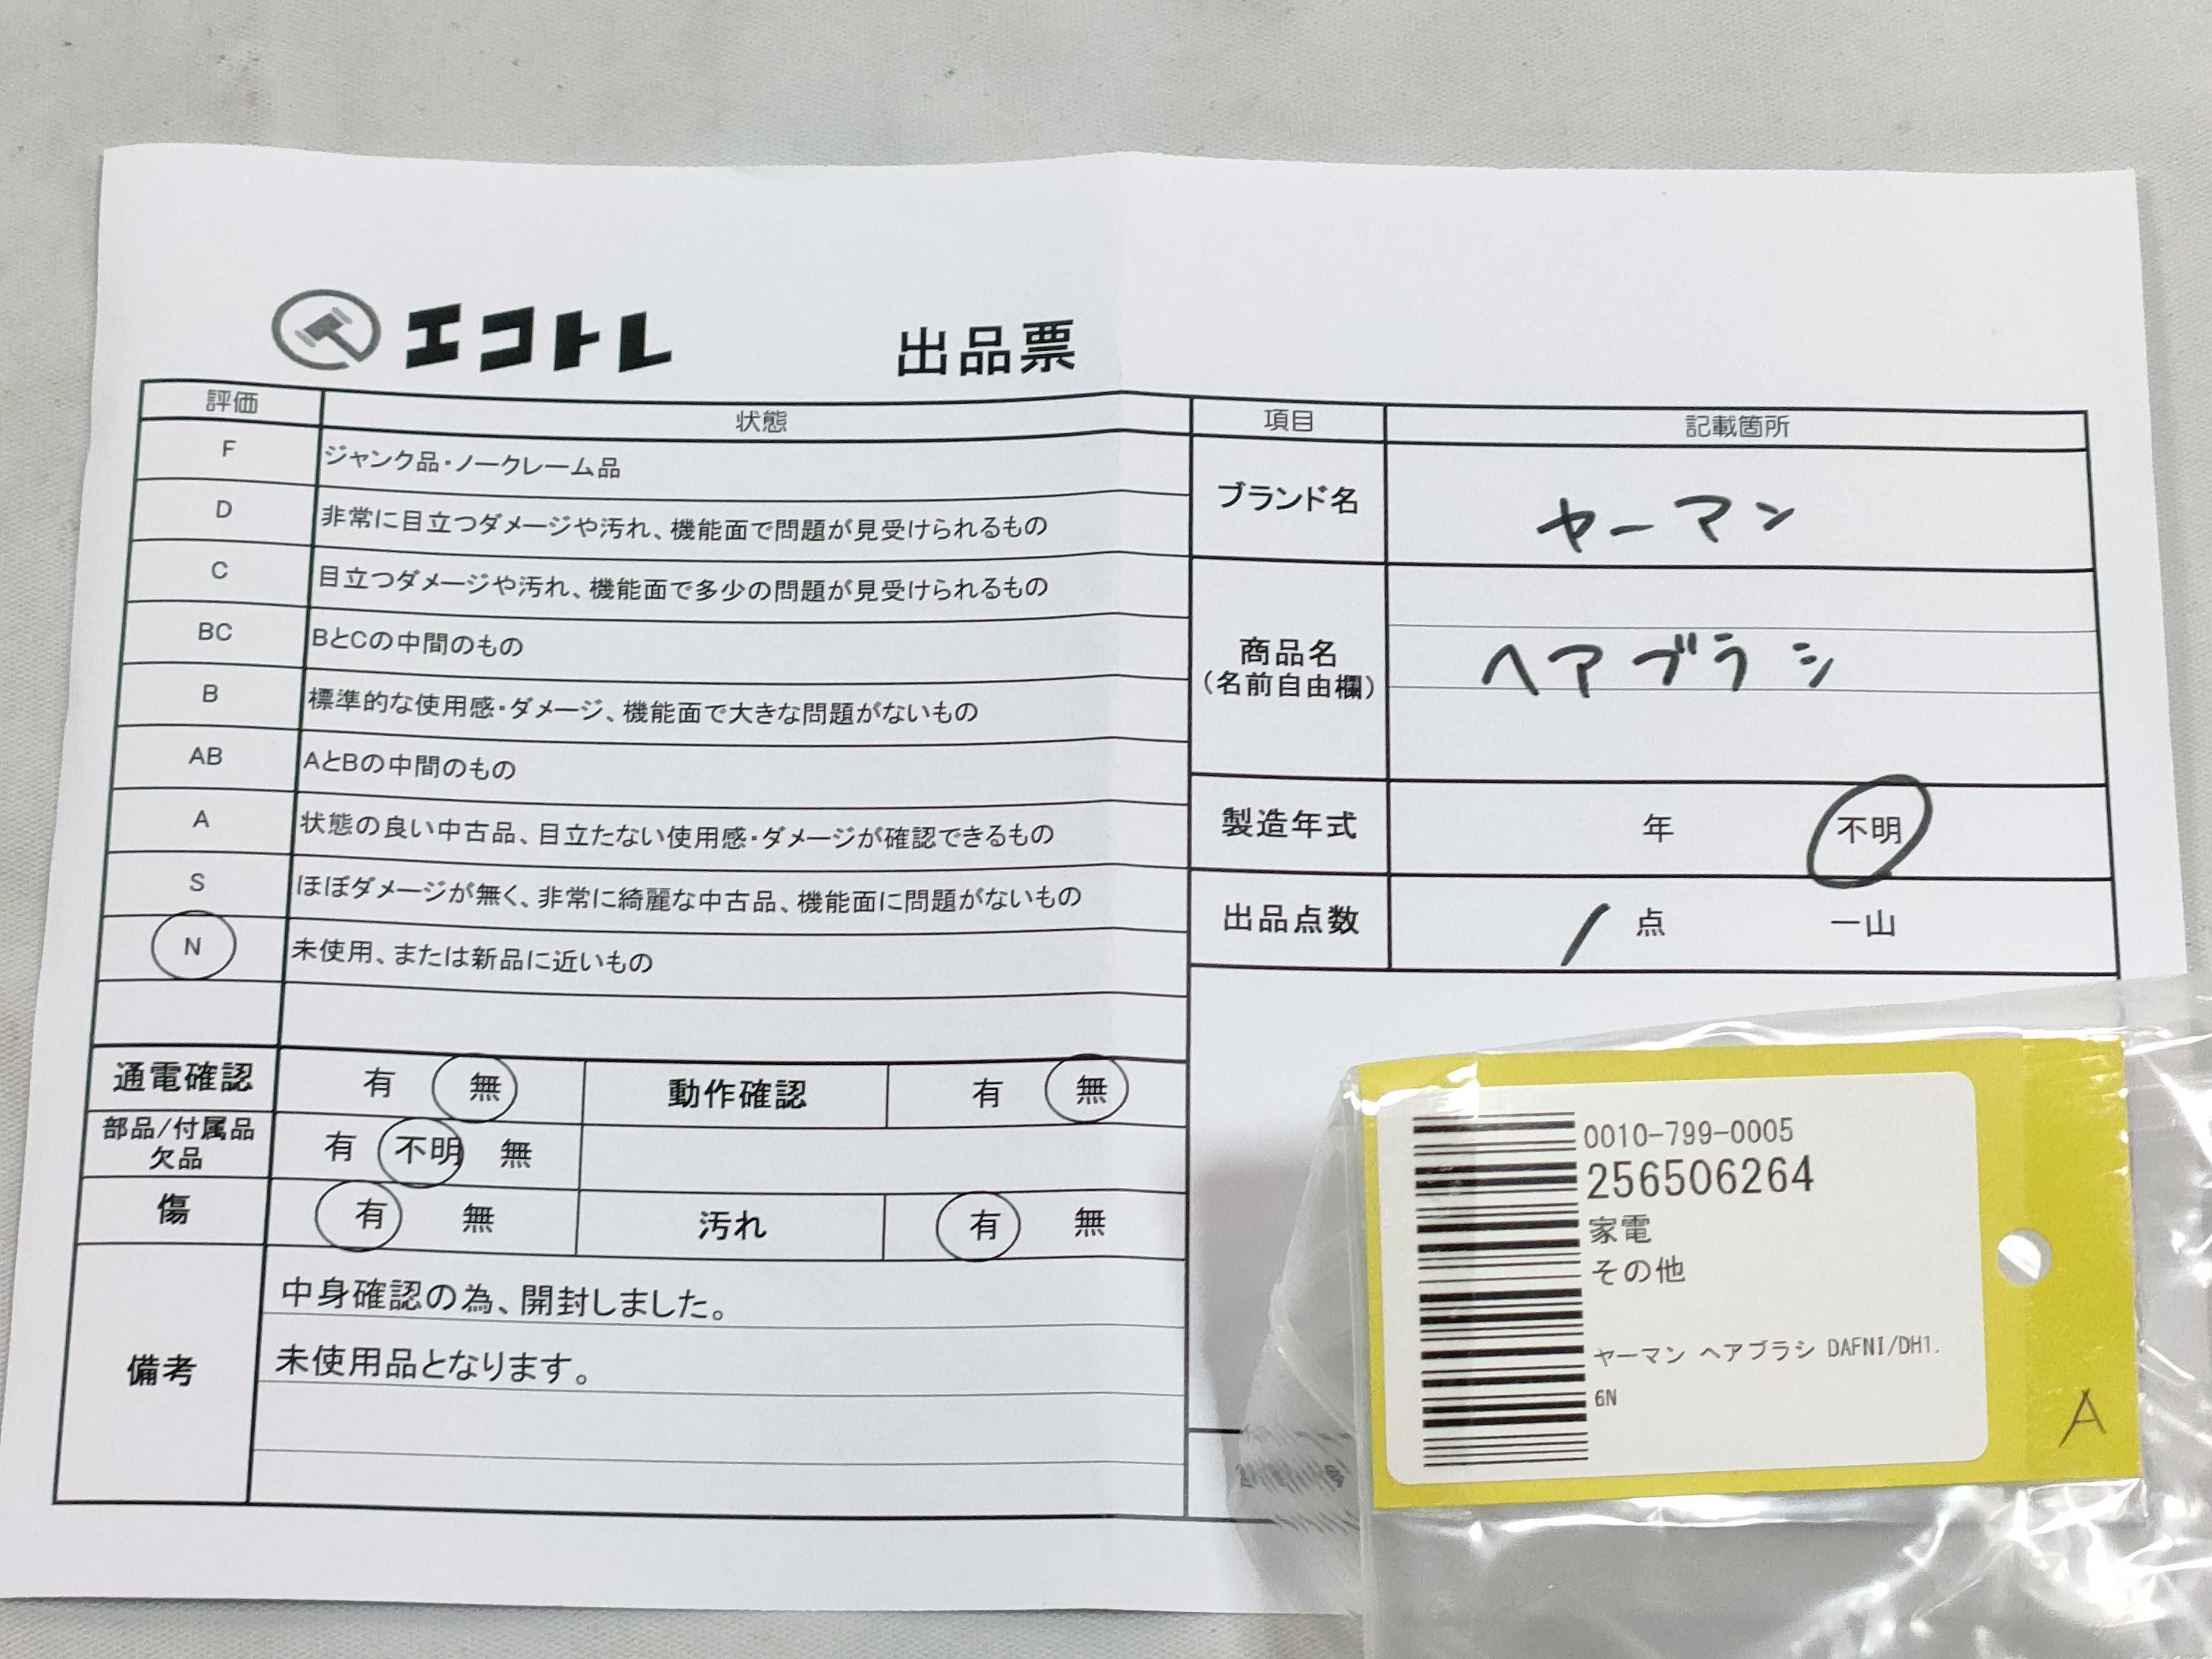 エコトレ 出品票
評価 状態
F ジャンク品・ノークレーム品
D 非常に目立つダメージや汚れ、機能面で問題が見受けられるもの
C 目立つダメージや汚れ、機能面で多少の問題が見受けられるもの
BC BとCの中間のもの
B 標準的な使用感・ダメージ、機能面で大きな問題がないもの
AB AとBの中間のもの
A 状態の良い中古品、目立たない使用感・ダメージが確認できるもの
S ほぼダメージが無く、非常に綺麗な中古品、機能面に問題がないもの
N 未使用、または新品に近いもの
通電確認 有 無 動作確認 有 無
部品/付属品
欠品 有 不明 無
傷 有 無 汚れ 有 無
備考
中身確認の為、開封しました。
未使用品となります。
項目 記載箇所
ブランド名 ヤーマン
商品名
(名前自由欄) ヘアブラシ
製造年式 年 不明
出品点数 1 点 一山
0010-799-0005
256506264
家電
その他
ヤーマン ヘアブラシ DAFNI/DH1.
6N
A